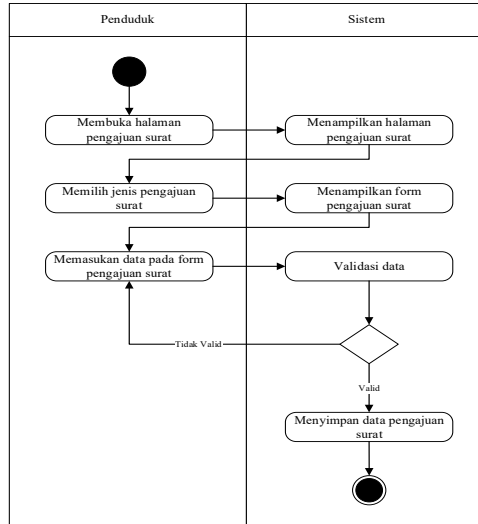 Penduduk
Sistem
Membuka halaman
pengajuan surat
Menampilkan halaman
pengajuan surat
Memilih jenis pengajuan
surat
Menampilkan form
pengajuan surat
Memasukan data pada form
pengajuan surat
Validasi data
Tidak Valid
Valid
Menyimpan data pengajuan
surat